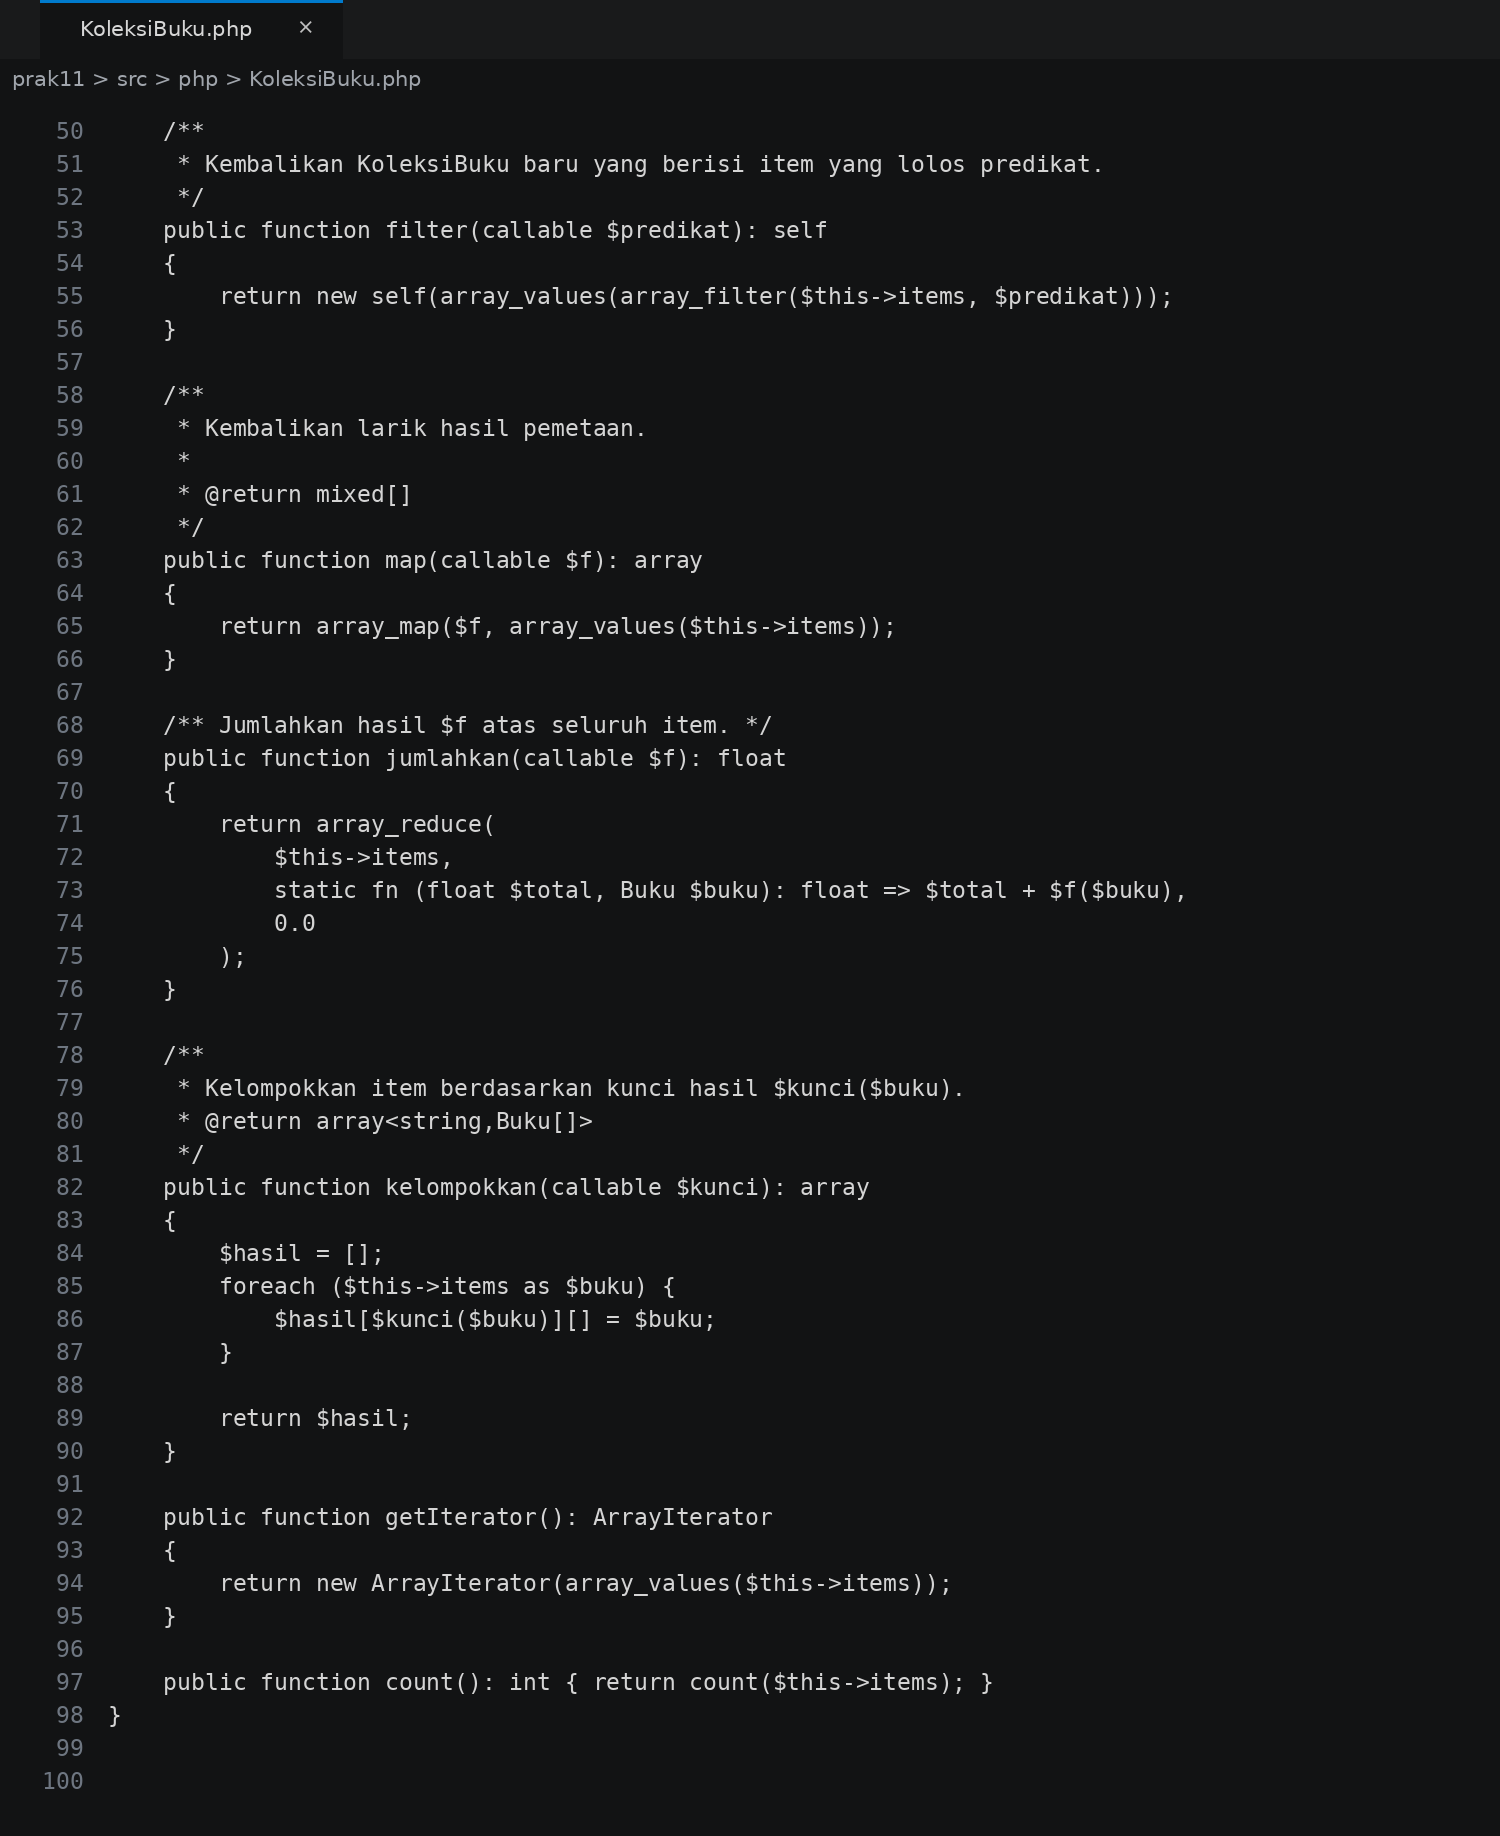 KoleksiBuku.php ×
prak11 > src > php > KoleksiBuku.php
50     /**
51      * Kembalikan KoleksiBuku baru yang berisi item yang lolos predikat.
52      */
53     public function filter(callable $predikat): self
54     {
55         return new self(array_values(array_filter($this->items, $predikat)));
56     }
57
58     /**
59      * Kembalikan larik hasil pemetaan.
60      *
61      * @return mixed[]
62      */
63     public function map(callable $f): array
64     {
65         return array_map($f, array_values($this->items));
66     }
67
68     /** Jumlahkan hasil $f atas seluruh item. */
69     public function jumlahkan(callable $f): float
70     {
71         return array_reduce(
72             $this->items,
73             static fn (float $total, Buku $buku): float => $total + $f($buku),
74             0.0
75         );
76     }
77
78     /**
79      * Kelompokkan item berdasarkan kunci hasil $kunci($buku).
80      * @return array<string,Buku[]>
81      */
82     public function kelompokkan(callable $kunci): array
83     {
84         $hasil = [];
85         foreach ($this->items as $buku) {
86             $hasil[$kunci($buku)][] = $buku;
87         }
88
89         return $hasil;
90     }
91
92     public function getIterator(): ArrayIterator
93     {
94         return new ArrayIterator(array_values($this->items));
95     }
96
97     public function count(): int { return count($this->items); }
98 }
99
100